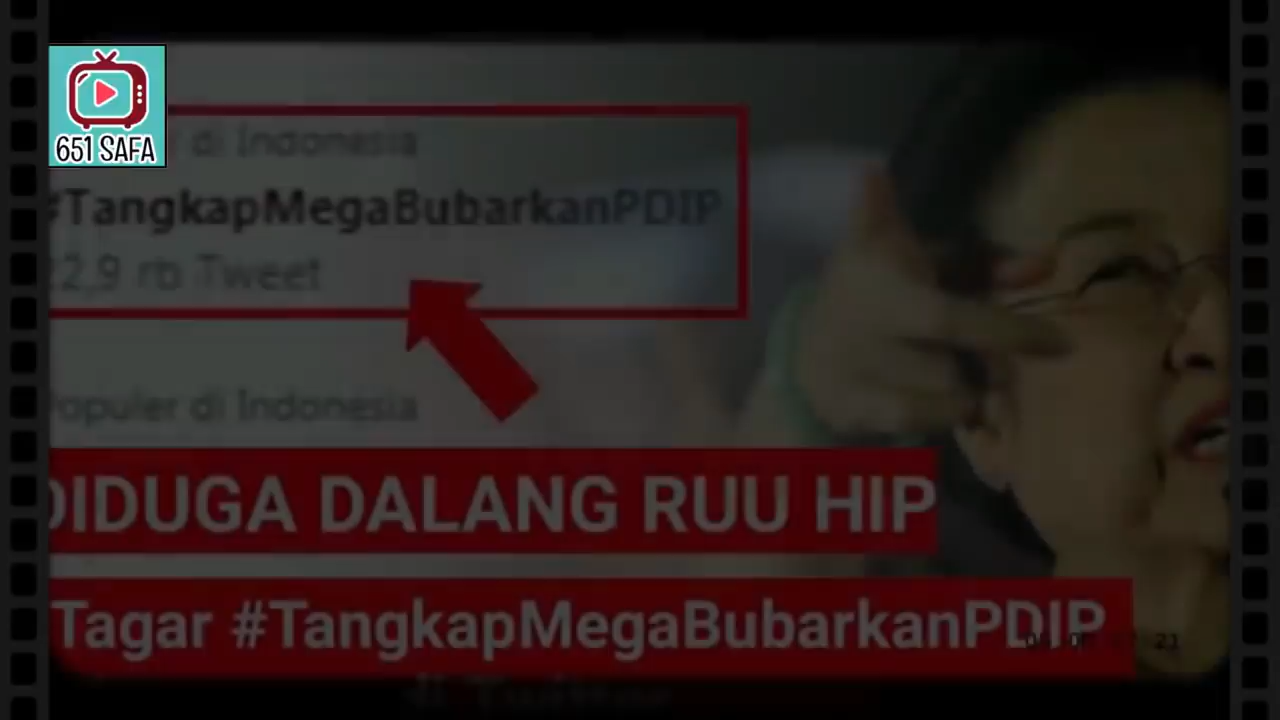 651 SAFA
di Indonesia
#TangkapMegaBubarkanPDIP
22,9 rb Tweet
Populer di Indonesia
DIDUGA DALANG RUU HIP
Tagar #TangkapMegaBubarkanPDIP